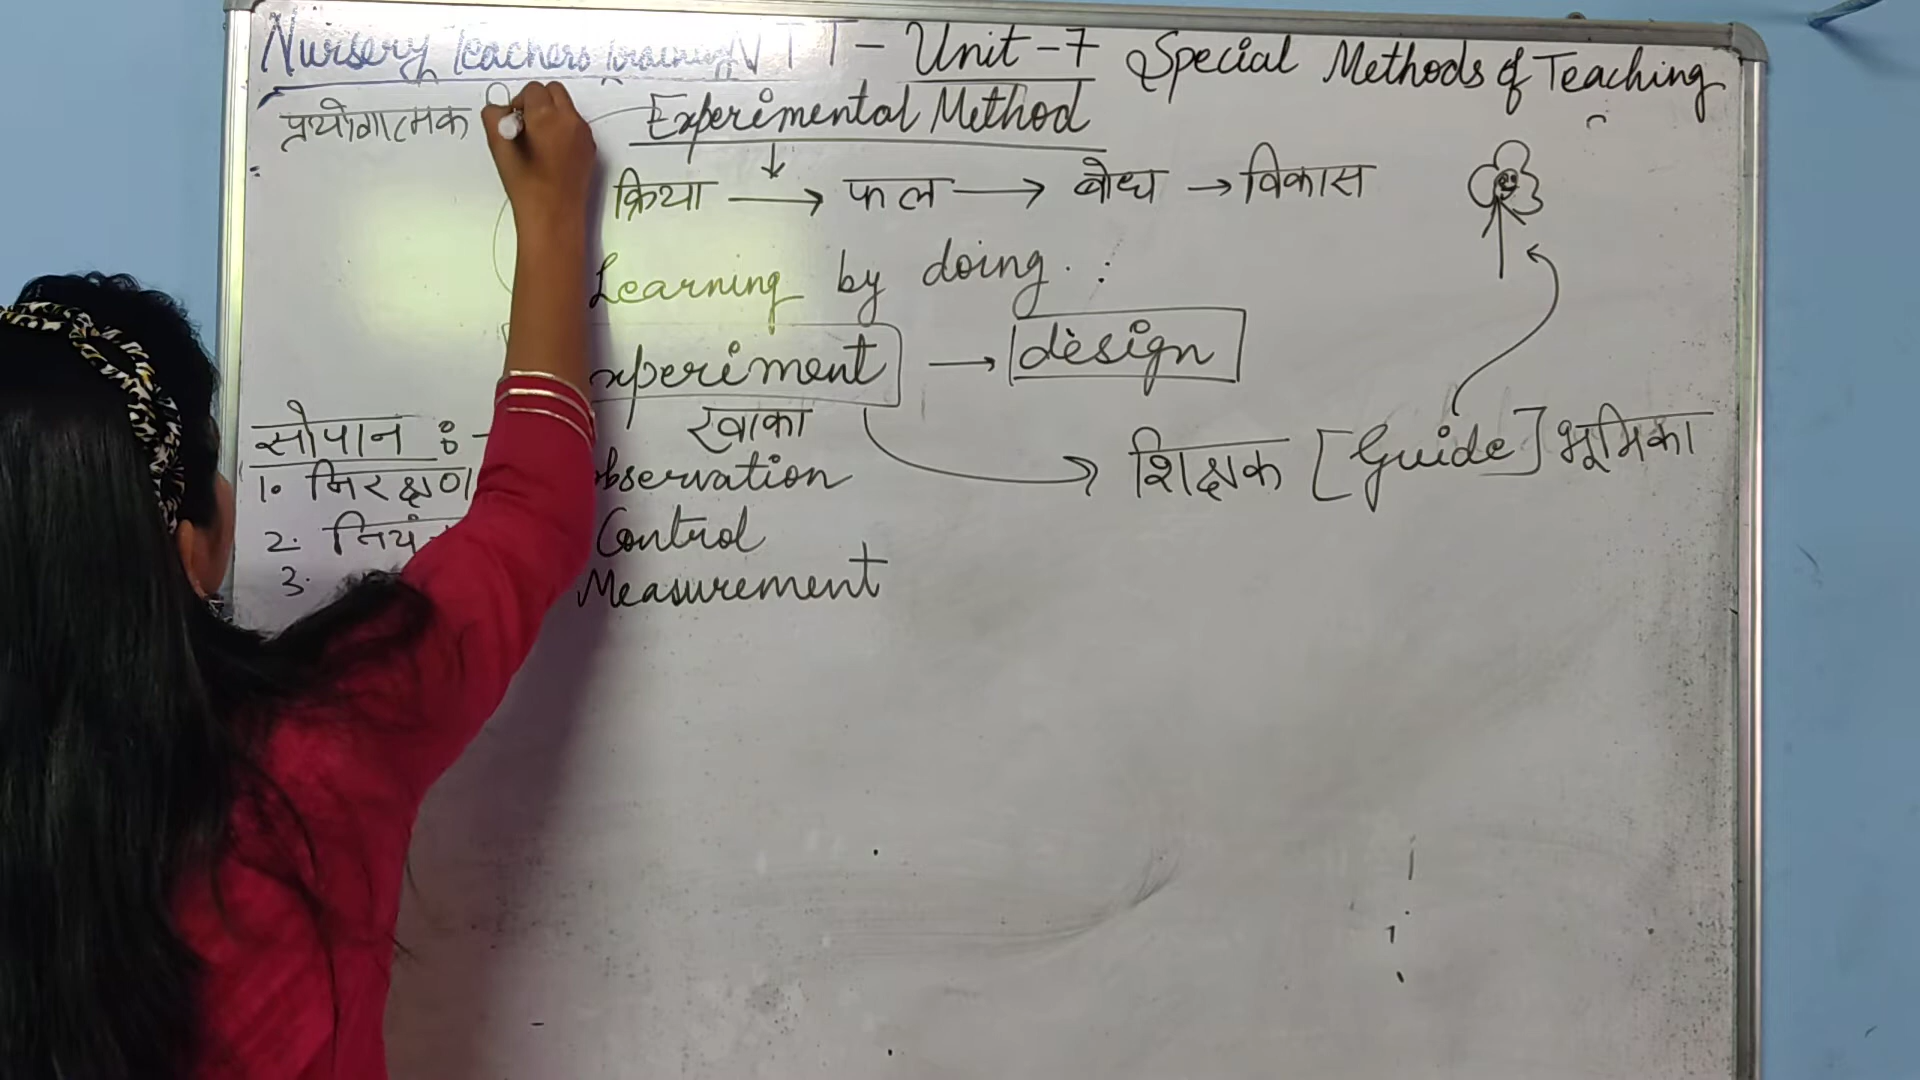 Nursery Teachers Training NTT - Unit-7 Special Methods of Teaching
प्रयोगात्मक Experimental Method
क्रिया → फल → बोध → विकास
Learning by doing.
xperiment → design
सोपान :- खाका
शिक्षक [Guide] भूमिका
1. निरक्षण bservation
2. नियं Control
3. Measurement